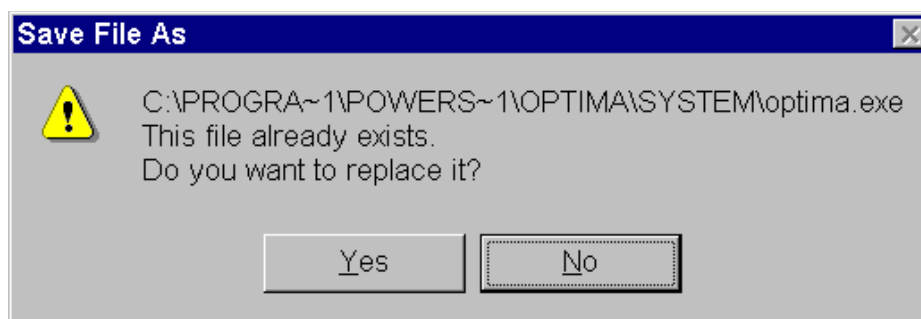 Save File As
C:\PROGRA~1\POWERS~1\OPTIMA\SYSTEM\optima.exe
This file already exists.
Do you want to replace it?
Yes No